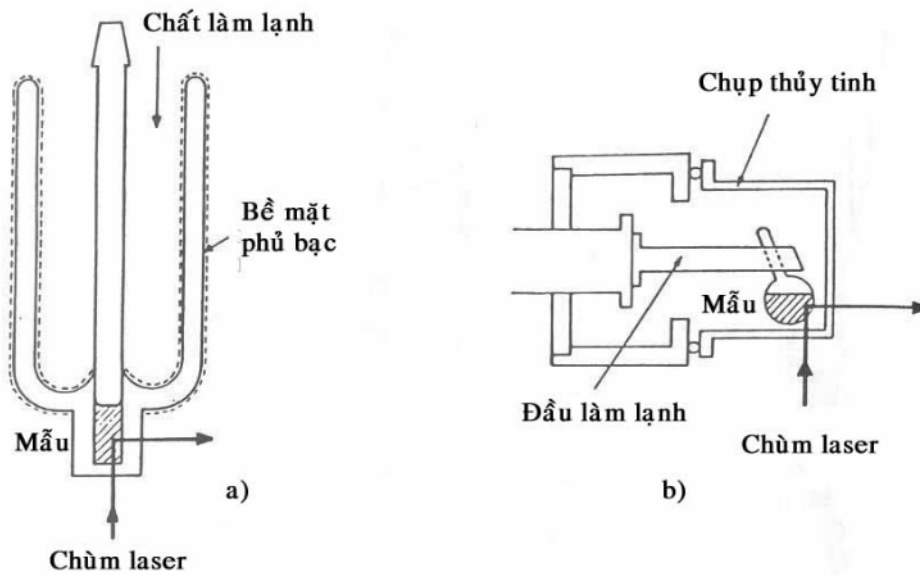 Chất làm lạnh
Bề mặt
phủ bạc
Mẫu
a)
Chùm laser
Chụp thủy tinh
Mẫu
Đầu làm lạnh
Chùm laser
b)